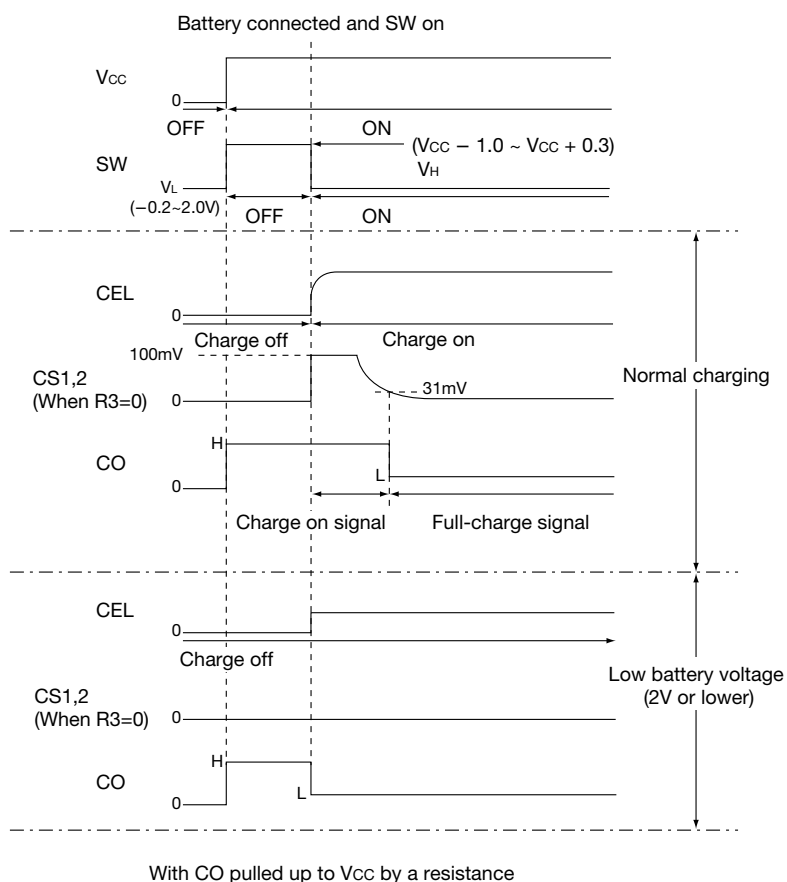 Battery connected and SW on
VCC
0
OFF
ON
SW
(VCC − 1.0 ~ VCC + 0.3)
VH
VL
(−0.2~2.0V)
OFF
ON
CEL
0
Charge off
Charge on
100mV
CS1,2
(When R3=0)
0
31mV
Normal charging
H
CO
L
0
Charge on signal
Full-charge signal
CEL
0
Charge off
Low battery voltage
(2V or lower)
CS1,2
(When R3=0)
0
H
CO
L
0
With CO pulled up to VCC by a resistance